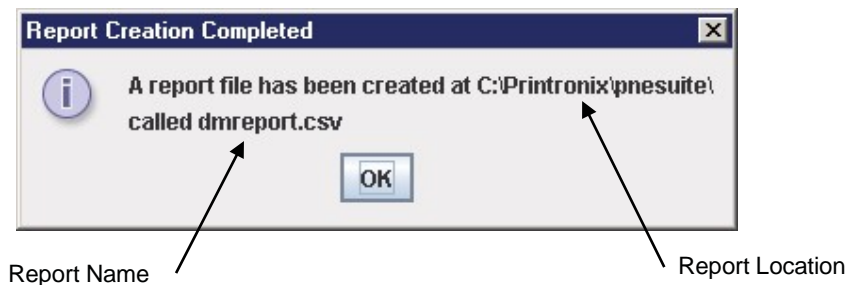 Report Creation Completed
A report file has been created at C:\Printronix\pnesuite\
called dmreport.csv
OK
Report Name
Report Location